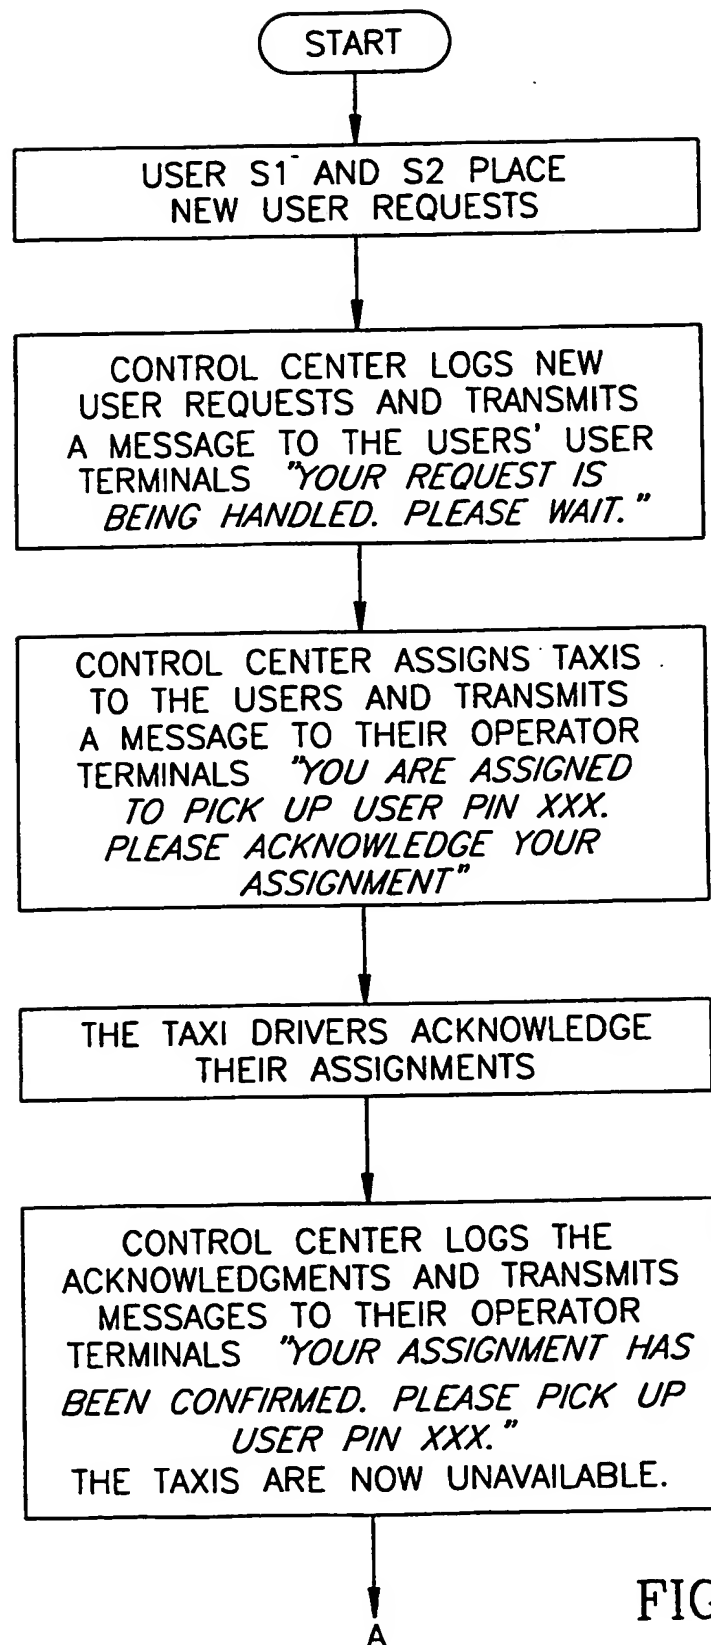 START
USER S1 AND S2 PLACE
NEW USER REQUESTS
CONTROL CENTER LOGS NEW
USER REQUESTS AND TRANSMITS
A MESSAGE TO THE USERS' USER
TERMINALS "YOUR REQUEST IS
BEING HANDLED. PLEASE WAIT."
CONTROL CENTER ASSIGNS TAXIS
TO THE USERS AND TRANSMITS
A MESSAGE TO THEIR OPERATOR
TERMINALS "YOU ARE ASSIGNED
TO PICK UP USER PIN XXX.
PLEASE ACKNOWLEDGE YOUR
ASSIGNMENT"
THE TAXI DRIVERS ACKNOWLEDGE
THEIR ASSIGNMENTS
CONTROL CENTER LOGS THE
ACKNOWLEDGMENTS AND TRANSMITS
MESSAGES TO THEIR OPERATOR
TERMINALS "YOUR ASSIGNMENT HAS
BEEN CONFIRMED. PLEASE PICK UP
USER PIN XXX."
THE TAXIS ARE NOW UNAVAILABLE.
FIG
A